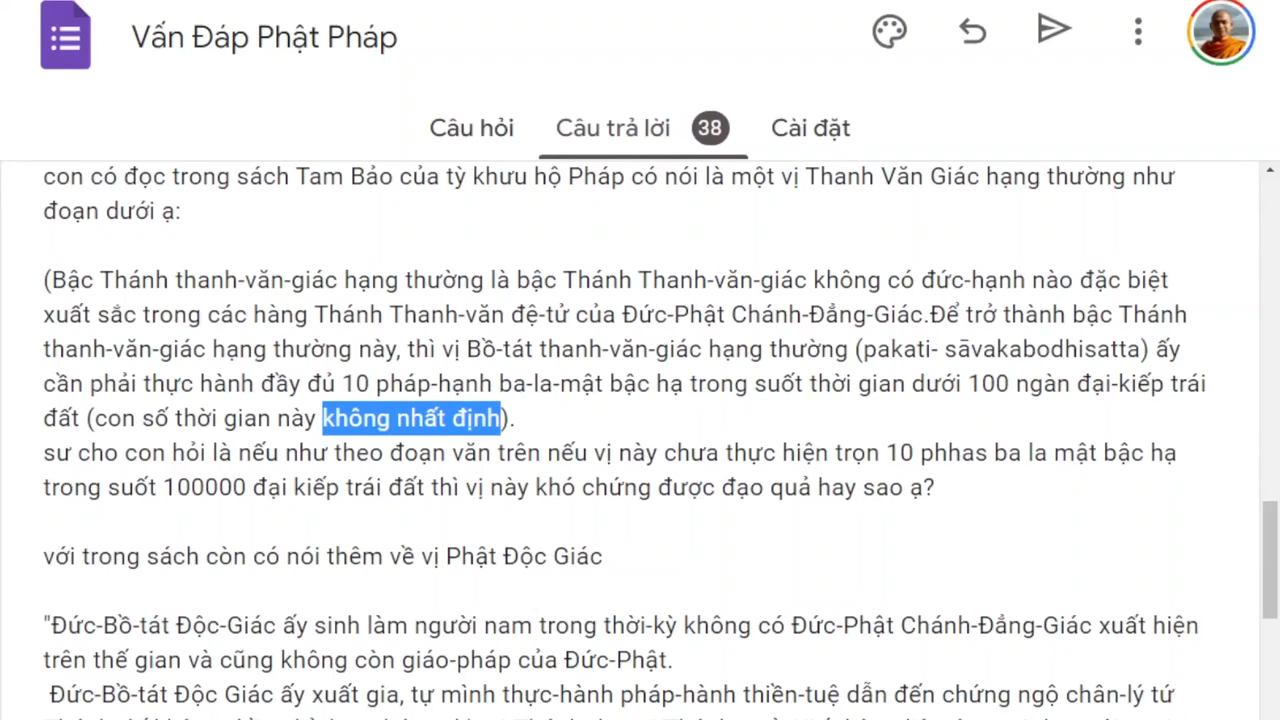 Vấn Đáp Phật Pháp
Câu hỏi Câu trả lời 38 Cài đặt
con có đọc trong sách Tam Bảo của tỳ khưu hộ Pháp có nói là một vị Thanh Văn Giác hạng thường như
đoạn dưới ạ:
(Bậc Thánh thanh-văn-giác hạng thường là bậc Thánh Thanh-văn-giác không có đức-hạnh nào đặc biệt
xuất sắc trong các hàng Thánh Thanh-văn đệ-tử của Đức-Phật Chánh-Đẳng-Giác.Để trở thành bậc Thánh
thanh-văn-giác hạng thường này, thì vị Bồ-tát thanh-văn-giác hạng thường (pakati- sāvakabodhisatta) ấy
cần phải thực hành đầy đủ 10 pháp-hạnh ba-la-mật bậc hạ trong suốt thời gian dưới 100 ngàn đại-kiếp trái
đất (con số thời gian này không nhất định).
sư cho con hỏi là nếu như theo đoạn văn trên nếu vị này chưa thực hiện trọn 10 phhas ba la mật bậc hạ
trong suốt 100000 đại kiếp trái đất thì vị này khó chứng được đạo quả hay sao ạ?
với trong sách còn có nói thêm về vị Phật Độc Giác
"Đức-Bồ-tát Độc-Giác ấy sinh làm người nam trong thời-kỳ không có Đức-Phật Chánh-Đẳng-Giác xuất hiện
trên thế gian và cũng không còn giáo-pháp của Đức-Phật.
Đức-Bồ-tát Độc Giác ấy xuất gia, tự mình thực-hành pháp-hành thiền-tuệ dẫn đến chứng ngộ chân-lý tứ